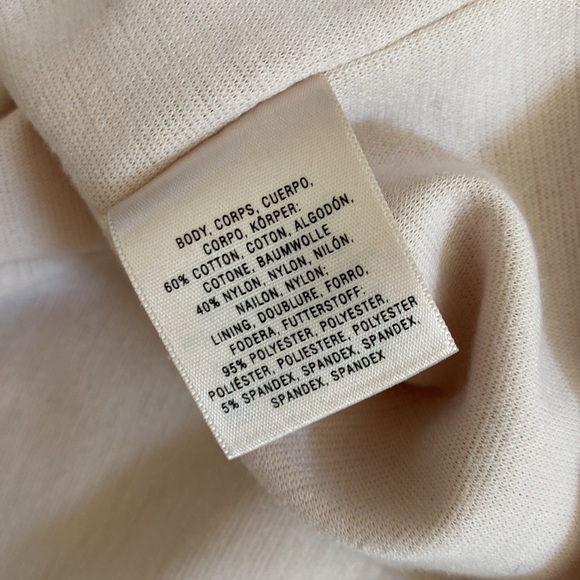 BODY, CORPS, CUERPO,
CORPO, KÖRPER:
60% COTTON, COTON, ALGODÓN,
COTONE, BAUMWOLLE
40% NYLON, NYLON, NILÓN,
NAILON, NYLON:
LINING, DOUBLURE, FORRO,
FODERA, FUTTERSTOFF:
95% POLYESTER, POLYESTER,
POLIÉSTER, POLIESTERE, POLYESTER
5% SPANDEX, SPANDEX, SPANDEX,
SPANDEX, SPANDEX